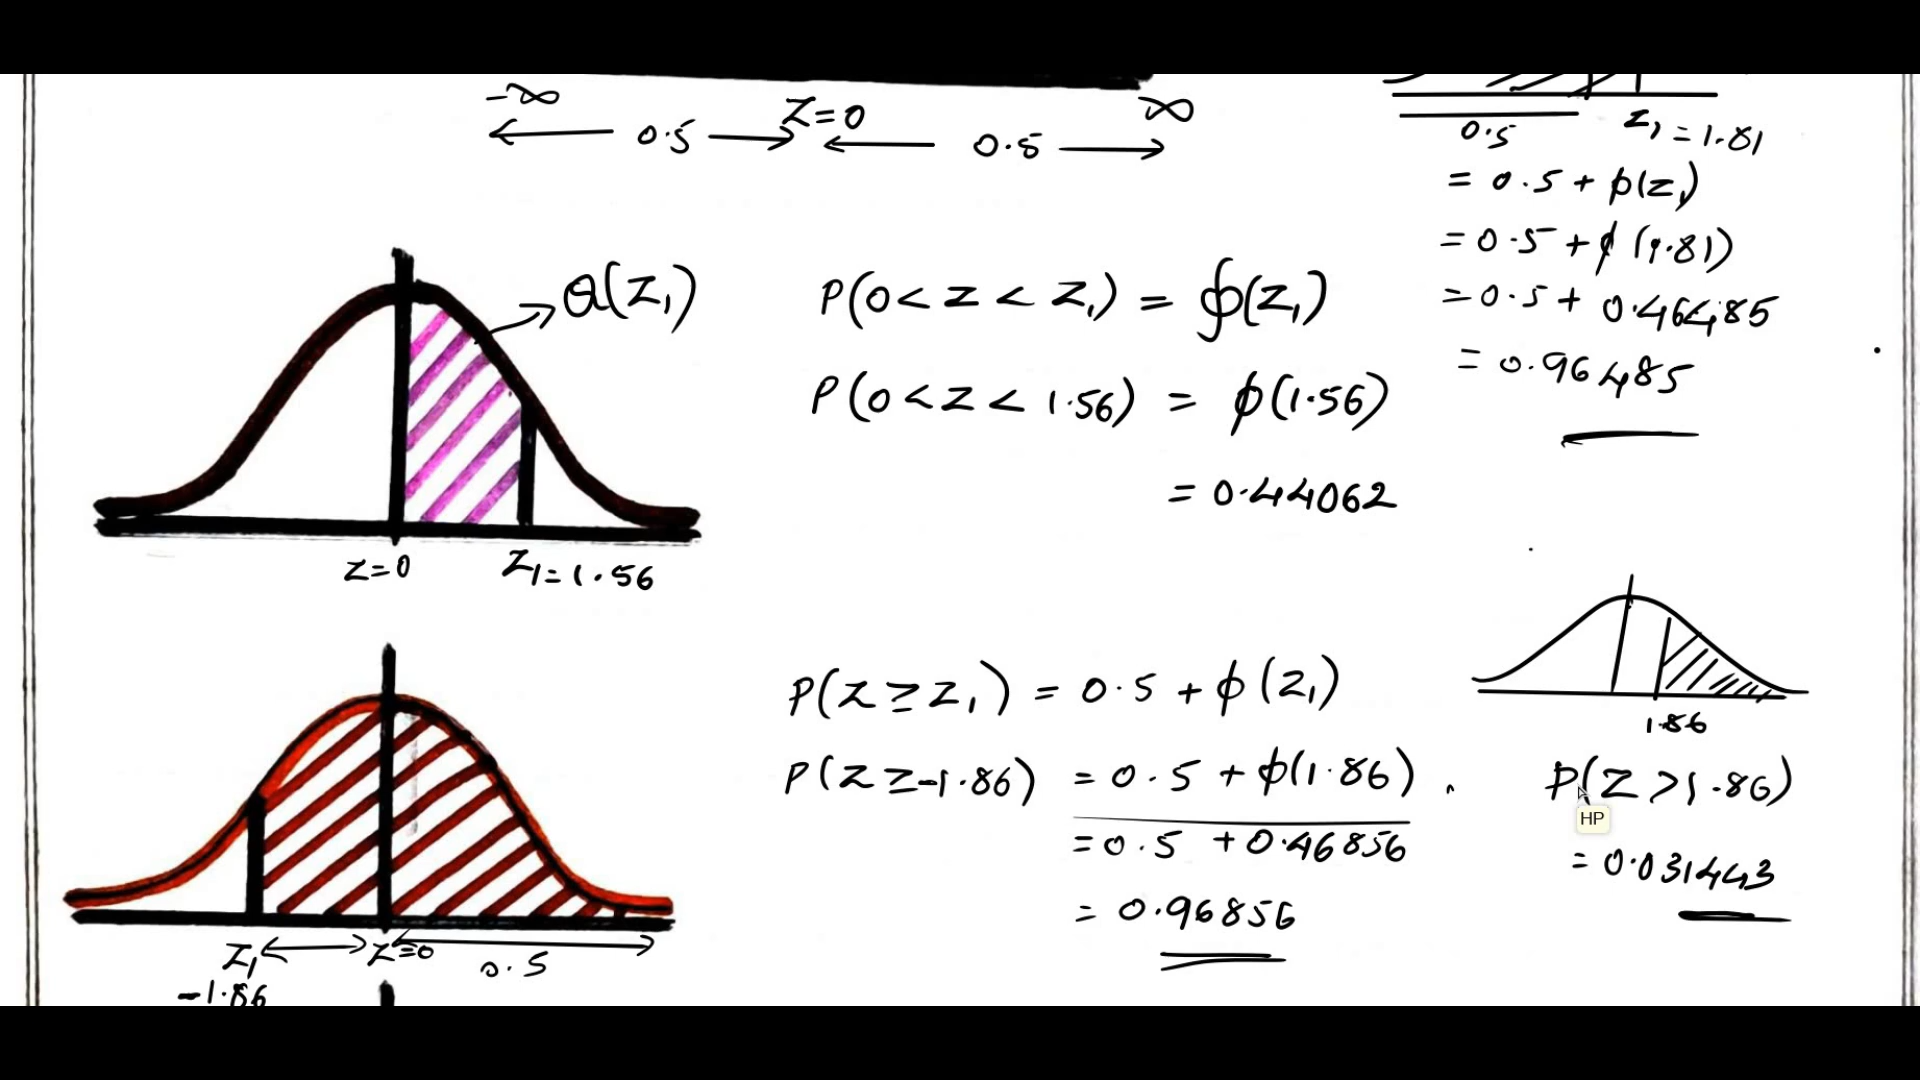 -∞ Z=0 ∞
0.5 0.5
0.5 Z₁ = 1.81
= 0.5 + ϕ(z₁)
= 0.5 + ϕ (1.81)
= 0.5 + 0.46485
= 0.96485
Q(Z₁)
P(0 < z < Z₁) = ϕ(Z₁)
P(0 < Z < 1.56) = ϕ(1.56)
= 0.44062
z=0 Z₁=1.56
P(Z ≥ Z₁) = 0.5 + ϕ (Z₁)
P(Z ≥ -1.86) = 0.5 + ϕ(1.86).
= 0.5 + 0.46856
= 0.96856
1.86
P(Z > 1.86)
HP
= 0.031443
Z₁ Z=0 0.5
-1.86